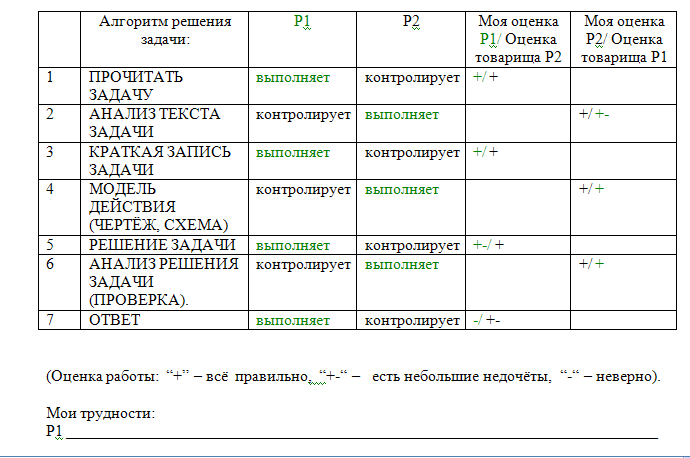 Алгоритм решения задачи: Р1 Р2 Моя оценка Р1/ Оценка товарища Р2 Моя оценка Р2/ Оценка товарища Р1
1 ПРОЧИТАТЬ ЗАДАЧУ выполняет контролирует +/+
2 АНАЛИЗ ТЕКСТА ЗАДАЧИ контролирует выполняет +/+-
3 КРАТКАЯ ЗАПИСЬ ЗАДАЧИ выполняет контролирует +/+
4 МОДЕЛЬ ДЕЙСТВИЯ (ЧЕРТЁЖ, СХЕМА) контролирует выполняет +/+
5 РЕШЕНИЕ ЗАДАЧИ выполняет контролирует +-/+
6 АНАЛИЗ РЕШЕНИЯ ЗАДАЧИ (ПРОВЕРКА). контролирует выполняет +/+
7 ОТВЕТ выполняет контролирует -/+-
(Оценка работы: “+” – всё правильно, “+-“ – есть небольшие недочёты, “-“ – неверно).
Мои трудности:
Р1